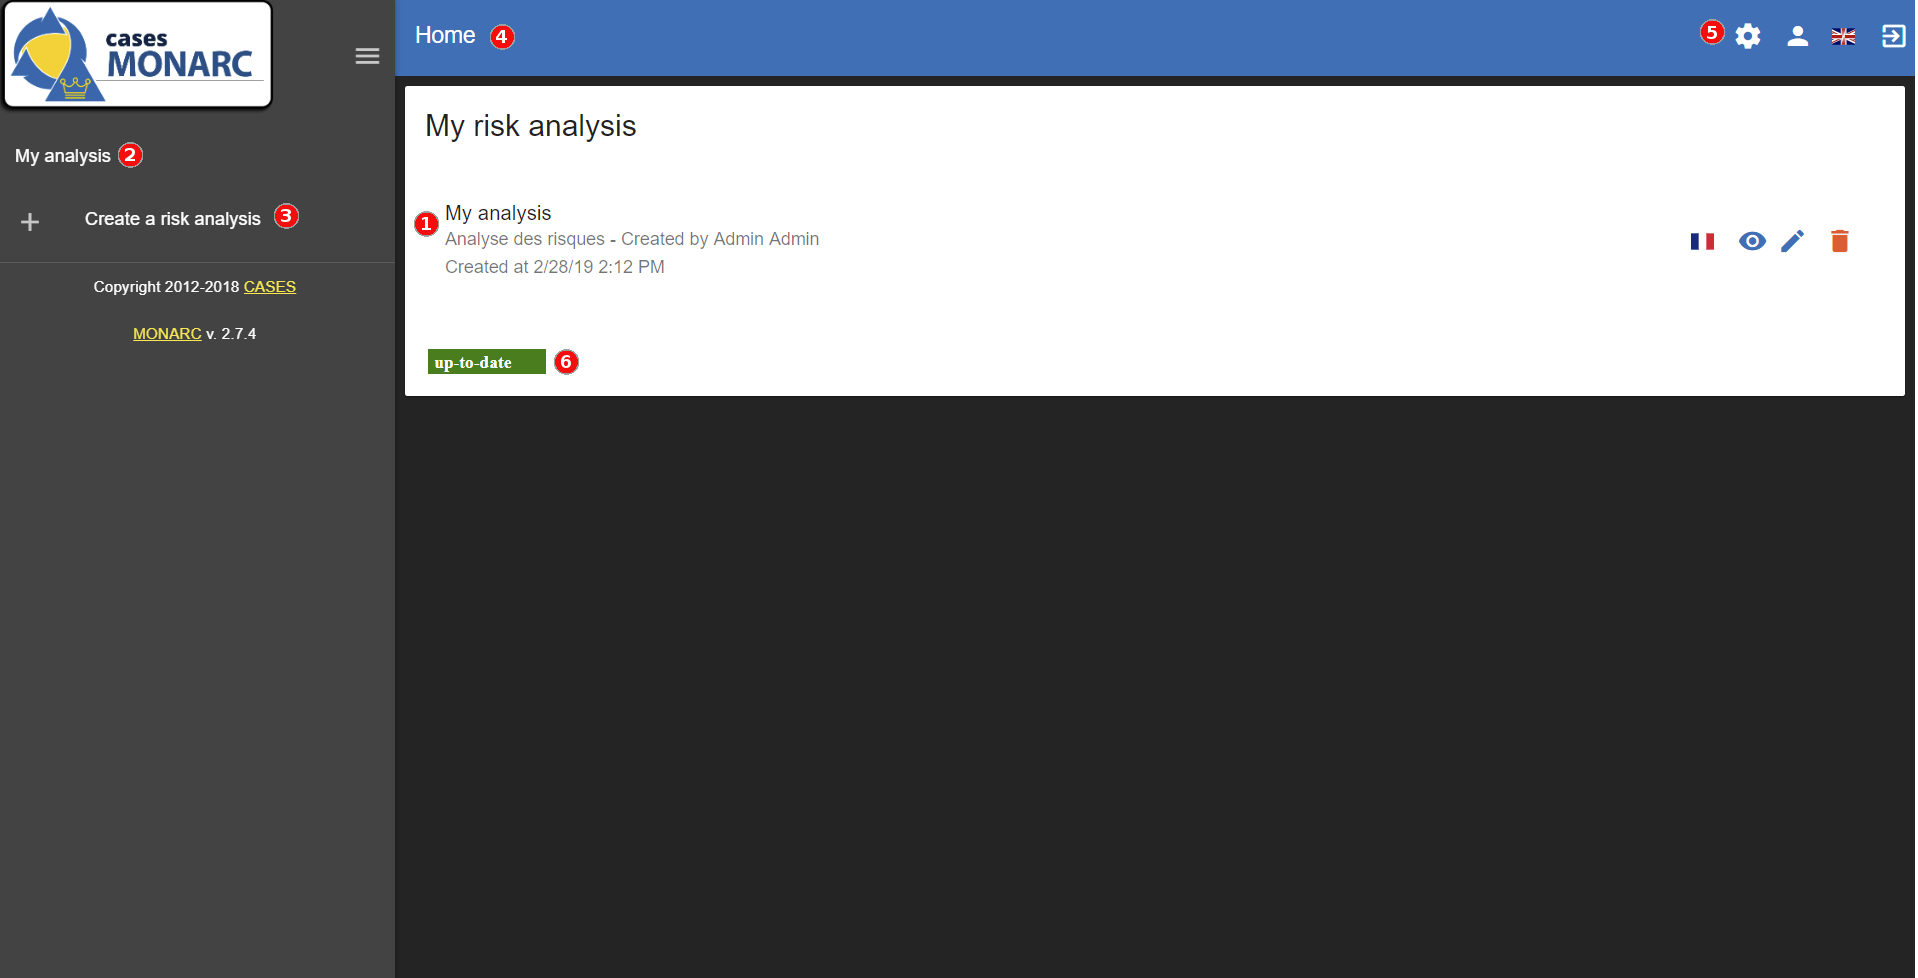 cases
MONARC
My analysis 2
Create a risk analysis 3
Copyright 2012-2018 CASES
MONARC v. 2.7.4
Home 4
5
My risk analysis
1
My analysis
Analyse des risques - Created by Admin Admin
Created at 2/28/19 2:12 PM
up-to-date 6